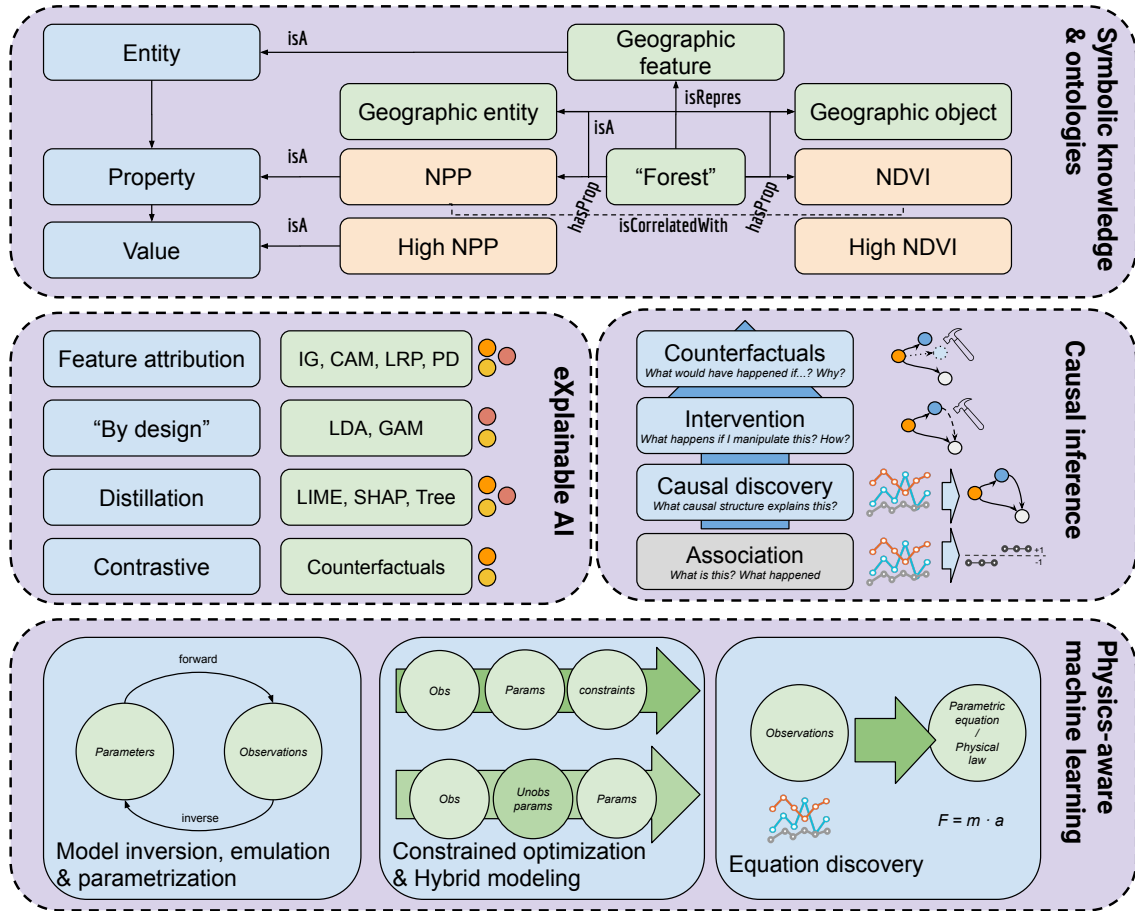 Entity
isA
Geographic
feature
Symbolic knowledge
& ontologies
isRepres
Geographic entity
isA
Geographic object
Property
isA
NPP
"Forest"
NDVI
hasProp
isCorrelatedWith
hasProp
Value
isA
High NPP
High NDVI
Feature attribution
IG, CAM, LRP, PD
"By design"
LDA, GAM
Distillation
LIME, SHAP, Tree
Contrastive
Counterfactuals
eXplainable
AI
Counterfactuals
What would have happened if...? Why?
Intervention
What happens if I manipulate this? How?
Causal discovery
What causal structure explains this?
Association
What is this? What happened
+1
-1
Causal inference
forward
Parameters
Observations
inverse
Model inversion, emulation
& parametrization
Obs
Params
constraints
Obs
Unobs
params
Params
Constrained optimization
& Hybrid modeling
Observations
Parametric
equation
/
Physical
law
F = m · a
Equation discovery
Physics-aware
machine learning